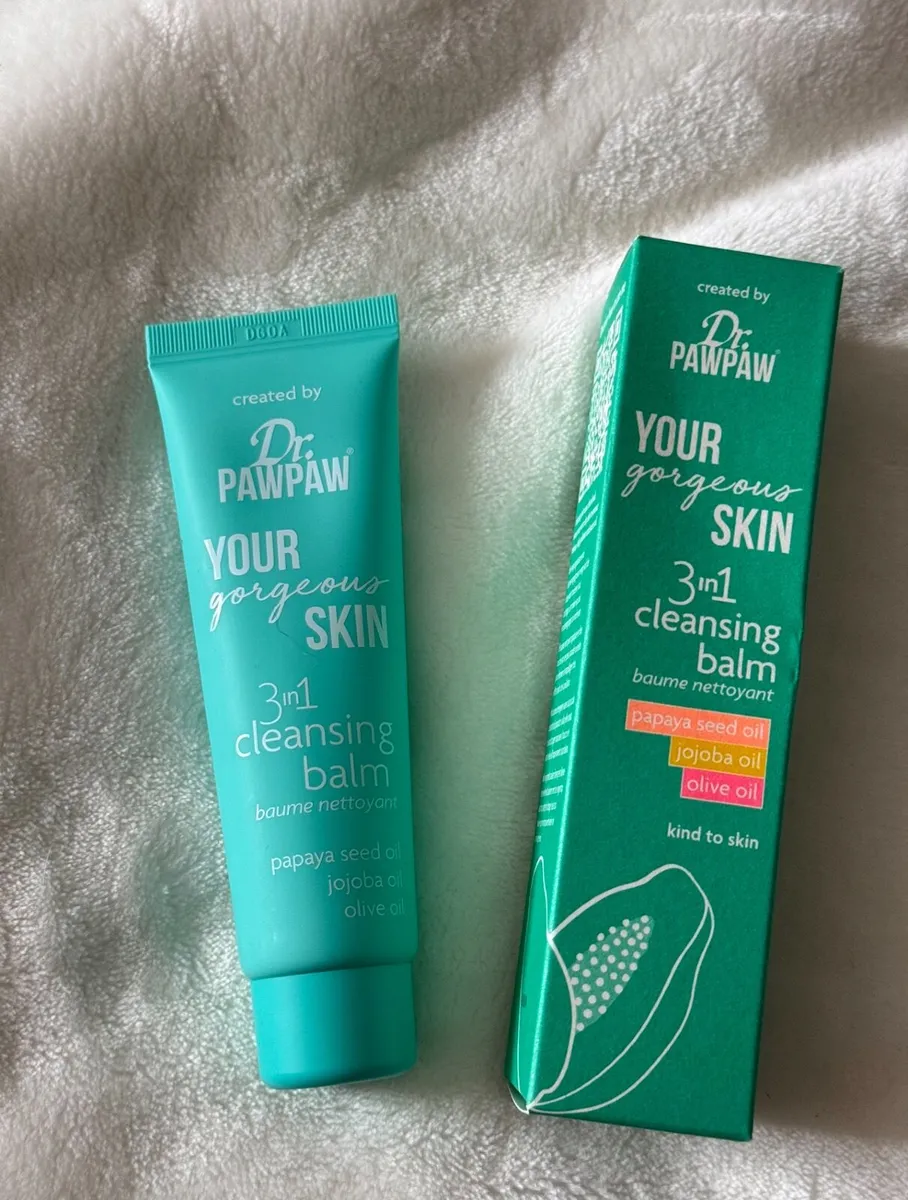 D60A
created by
Dr.
PAWPAW®
YOUR
gorgeous
SKIN
3in1
cleansing
balm
baume nettoyant
papaya seed oil
jojoba oil
olive oil
created by
Dr.
PAWPAW
YOUR
gorgeous
SKIN
3in1
cleansing
balm
baume nettoyant
papaya seed oil
jojoba oil
olive oil
kind to skin